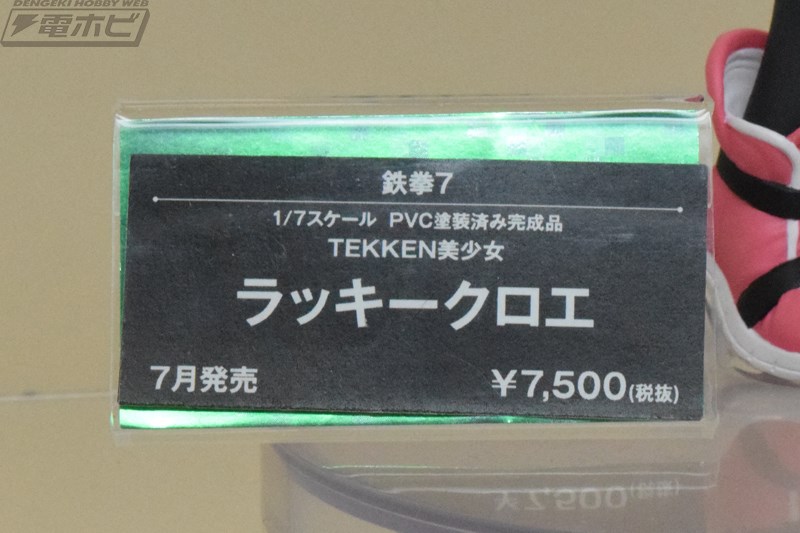 DENGEKI HOBBY WEB
電ホビ
鉄拳7
1/7スケール PVC塗装済み完成品
TEKKEN美少女
ラッキークロエ
7月発売 ¥7,500(税抜)